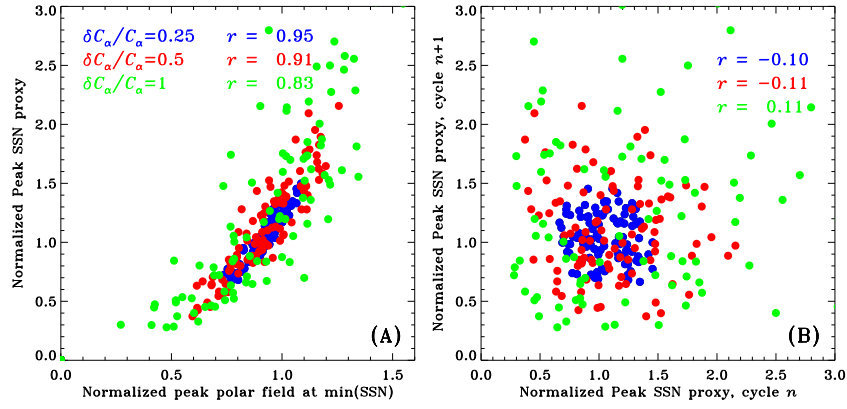 δCα/Cα=0.25 r = 0.95
δCα/Cα=0.5 r = 0.91
δCα/Cα=1 r = 0.83
Normalized Peak SSN proxy
3.0
2.5
2.0
1.5
1.0
0.5
0.0
(A)
0.0 0.5 1.0 1.5
Normalized peak polar field at min(SSN)
r = −0.10
r = −0.11
r = 0.11
Normalized Peak SSN proxy, cycle n+1
3.0
2.5
2.0
1.5
1.0
0.5
0.0
(B)
0.0 0.5 1.0 1.5 2.0 2.5 3.0
Normalized Peak SSN proxy, cycle n